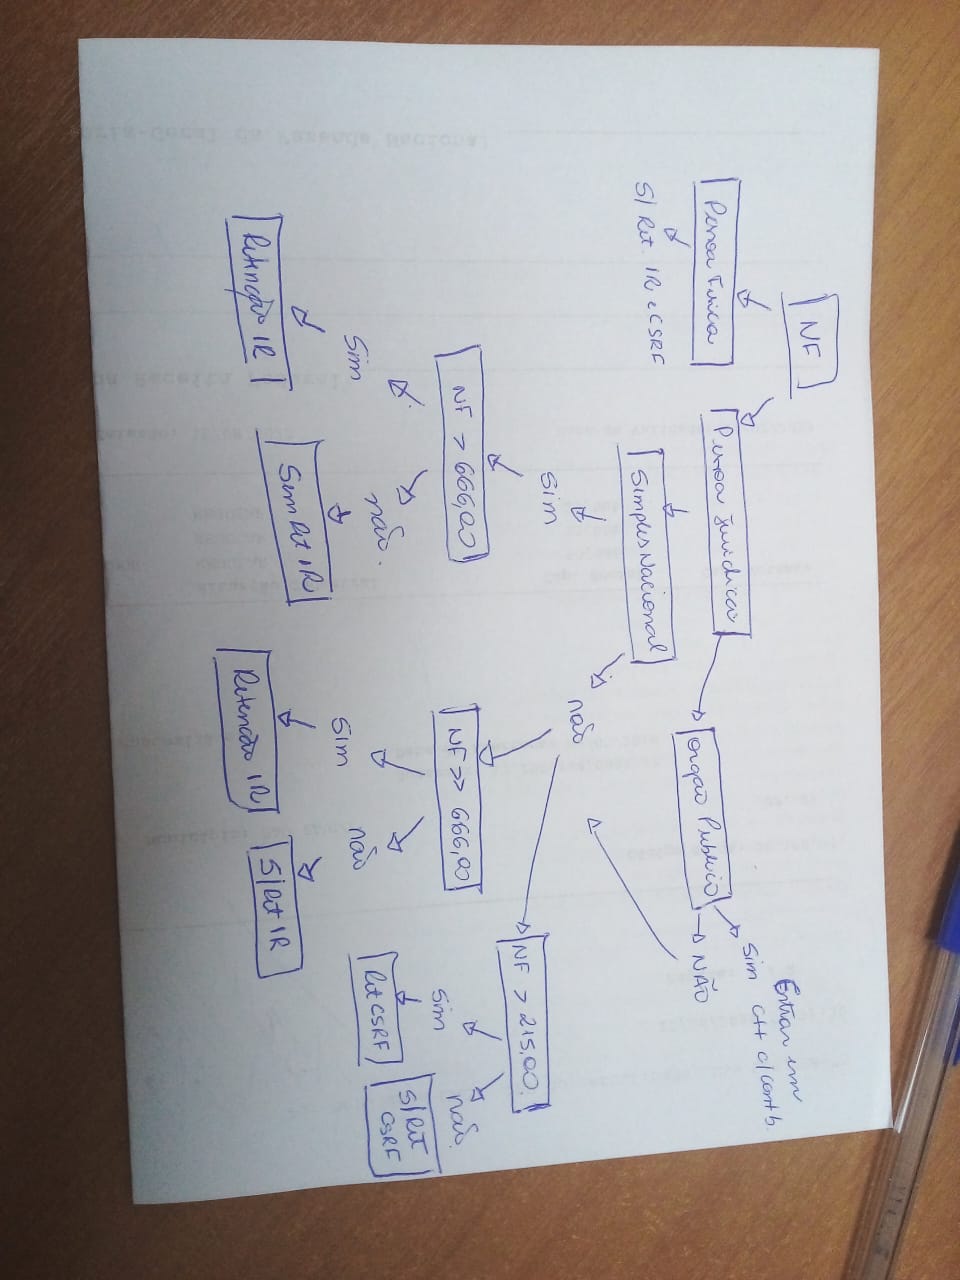 NF
Pessoa Física
Pessoa Jurídica
Orgão Publico
Sim
Entrar em
Ctt c/ Contb.
NÃO
S/ Ret. IR e CSRF
Simples Nacional
Sim
não
NF > 666,00
Sim
não.
Retenção IR
Sem Ret IR
NF >> 666,00
Sim
não
Retenção IR
S/ Ret IR
NF > 215,00.
Sim
não.
Ret CSRF
S/ Ret
CSRF